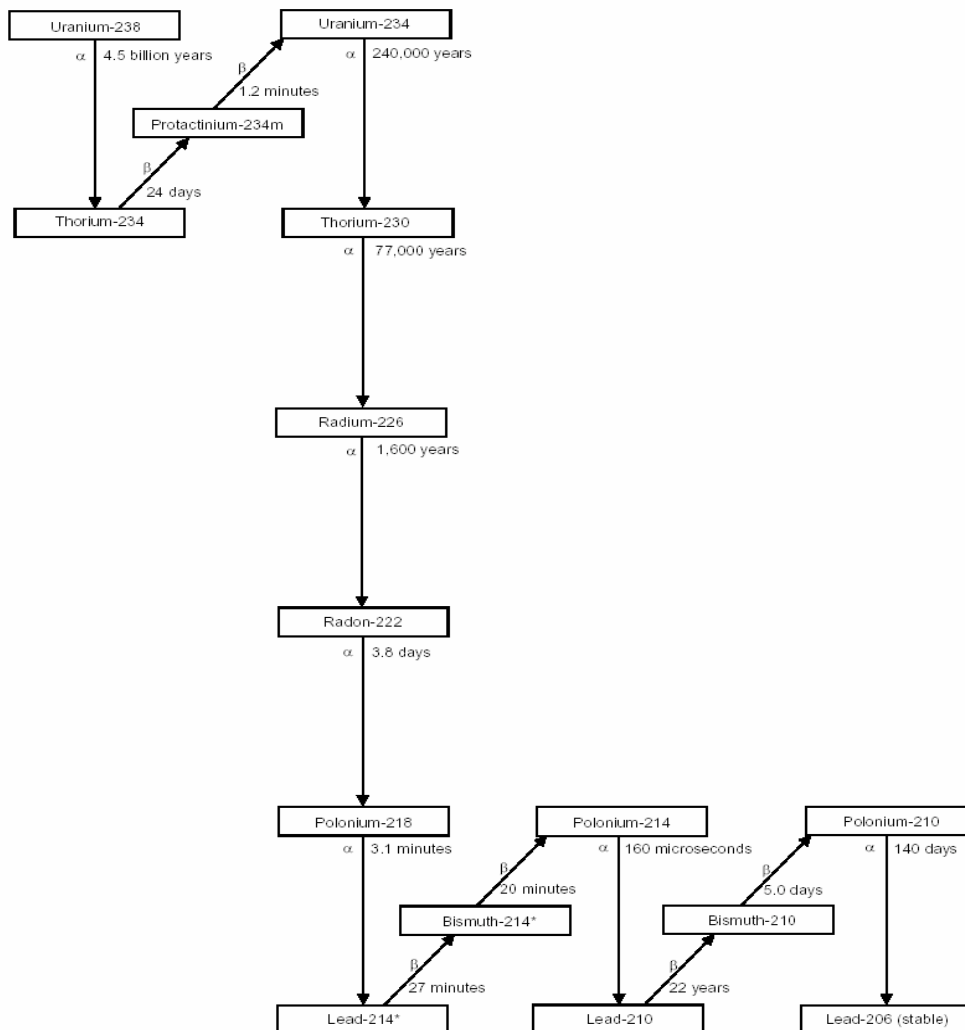 Uranium-238
Uranium-234
α 4.5 billion years
α 240,000 years
β
1.2 minutes
Protactinium-234m
β
24 days
Thorium-234
Thorium-230
α 77,000 years
Radium-226
α 1,600 years
Radon-222
α 3.8 days
Polonium-218
Polonium-214
Polonium-210
α 3.1 minutes
α 160 microseconds
α 140 days
β
20 minutes
β
5.0 days
Bismuth-214*
Bismuth-210
β
27 minutes
β
22 years
Lead-214*
Lead-210
Lead-206 (stable)